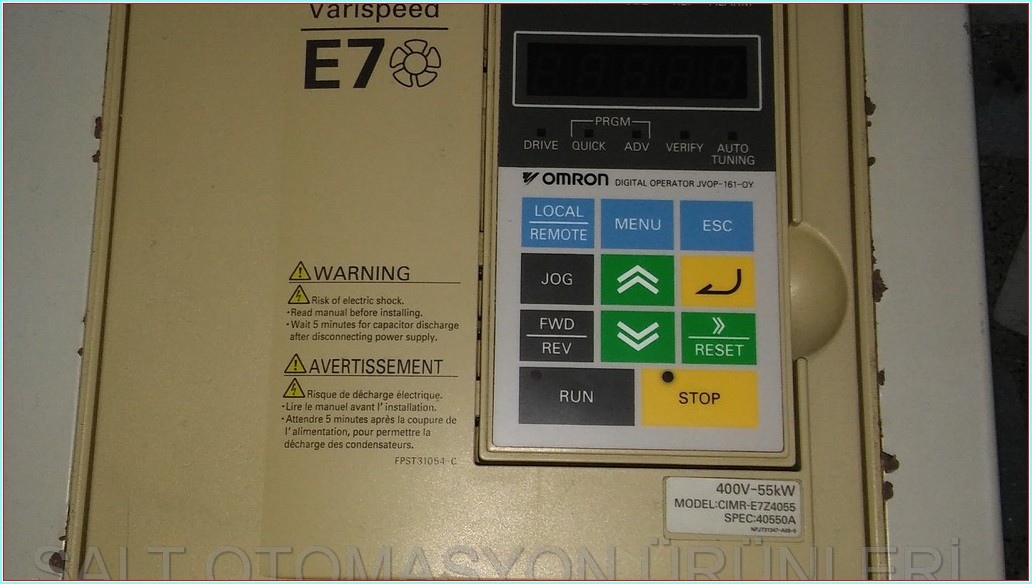 Varispeed
E7
WARNING
Risk of electric shock.
•Read manual before installing.
•Wait 5 minutes for capacitor discharge
after disconnecting power supply.
AVERTISSEMENT
Risque de décharge électrique.
•Lire le manuel avant l' installation.
•Attendre 5 minutes après la coupure de
l' alimentation, pour permettre la
décharge des condensateurs.
FPST31054-C
PRGM
DRIVE QUICK ADV VERIFY AUTO
TUNING
OMRON DIGITAL OPERATOR JVOP-161-OY
LOCAL
REMOTE
MENU
ESC
JOG
FWD
REV
RESET
RUN
STOP
400V-55kW
MODEL:CIMR-E7Z4055
SPEC:40550A
SALT OTOMASYON ÜRÜNLERİ